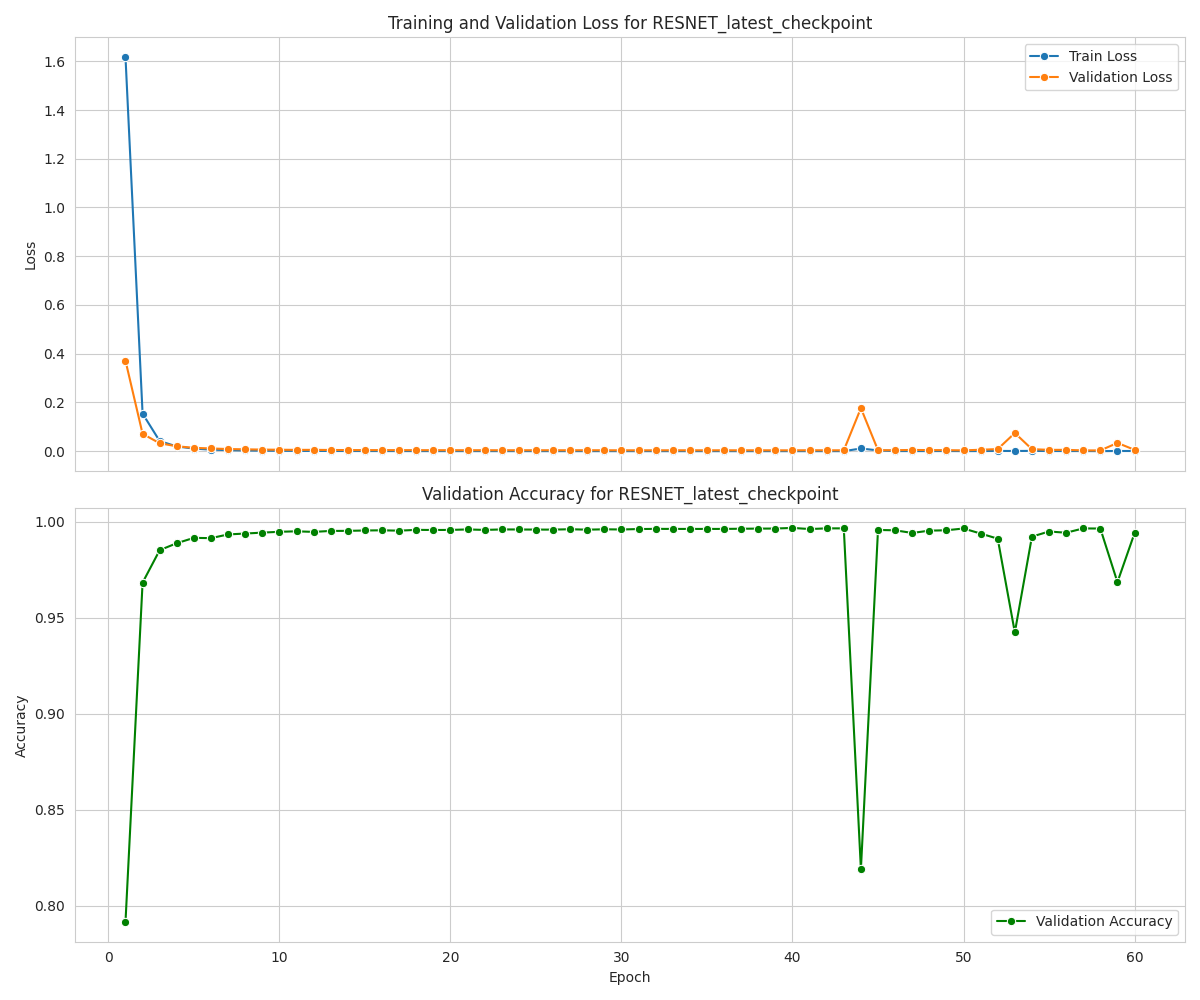 Training and Validation Loss for RESNET_latest_checkpoint
Train Loss
Validation Loss
1.6
1.4
1.2
1.0
0.8
0.6
0.4
0.2
0.0
Loss
Validation Accuracy for RESNET_latest_checkpoint
1.00
0.95
0.90
0.85
0.80
Accuracy
Validation Accuracy
0 10 20 30 40 50 60
Epoch